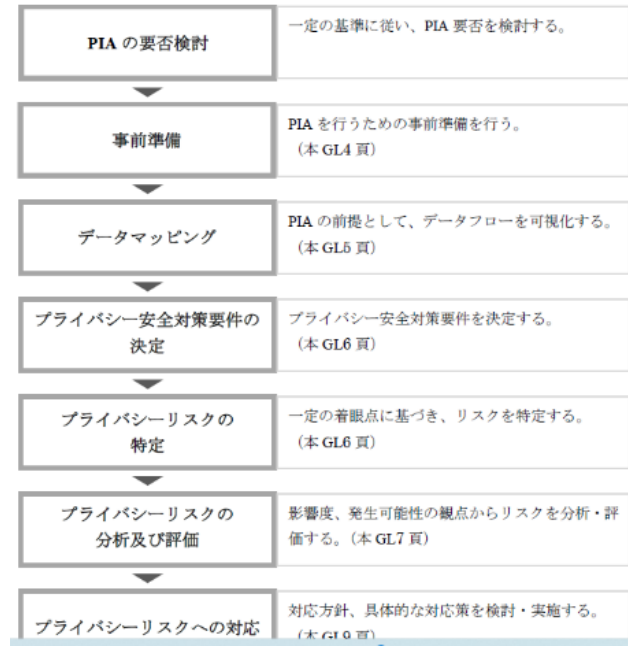 PIA の要否検討
一定の基準に従い、PIA 要否を検討する。
事前準備
PIA を行うための事前準備を行う。
（本 GL4 頁）
データマッピング
PIA の前提として、データフローを可視化する。
（本 GL5 頁）
プライバシー安全対策要件の
決定
プライバシー安全対策要件を決定する。
（本 GL6 頁）
プライバシーリスクの
特定
一定の着眼点に基づき、リスクを特定する。
（本 GL6 頁）
プライバシーリスクの
分析及び評価
影響度、発生可能性の観点からリスクを分析・評
価する。（本 GL7 頁）
プライバシーリスクへの対応
対応方針、具体的な対応策を検討・実施する。
（本 GL9 頁）